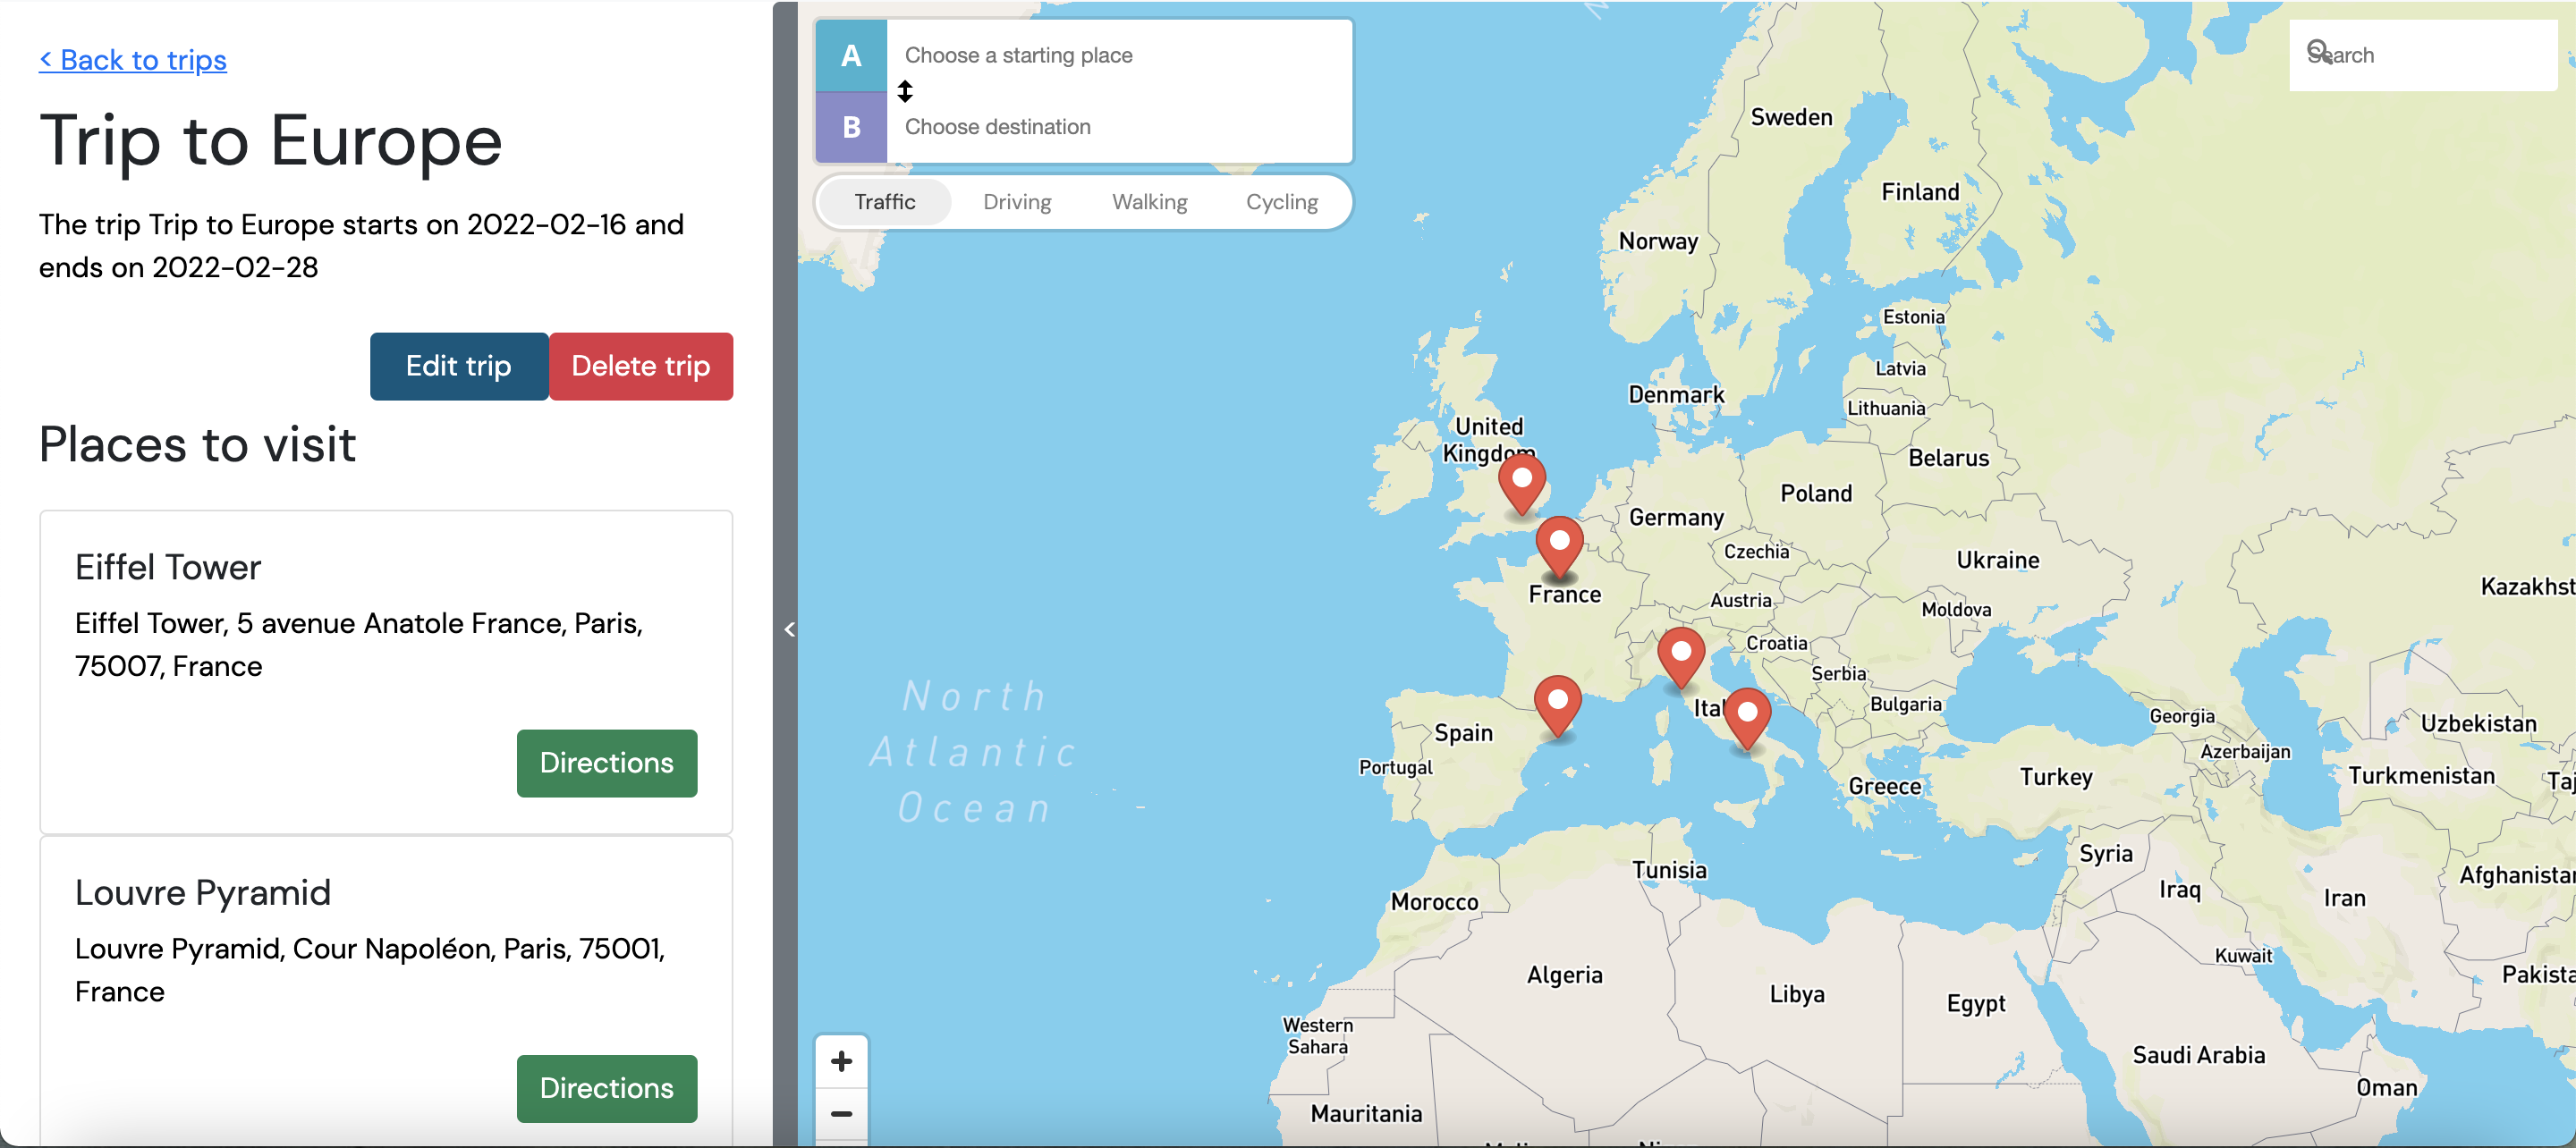 < Back to trips
Trip to Europe
The trip Trip to Europe starts on 2022-02-16 and
ends on 2022-02-28
Edit trip
Delete trip
Places to visit
Eiffel Tower
Eiffel Tower, 5 avenue Anatole France, Paris,
75007, France
Directions
Louvre Pyramid
Louvre Pyramid, Cour Napoléon, Paris, 75001,
France
Directions
<
A
Choose a starting place
B
Choose destination
Traffic
Driving
Walking
Cycling
Search
Sweden
Finland
Norway
Estonia
Latvia
Denmark
Lithuania
United
Kingdom
Belarus
Poland
Germany
Czechia
Ukraine
Kazakhst
France
Austria
Moldova
Croatia
Serbia
North
Atlantic
Ocean
Ital
Bulgaria
Spain
Georgia
Uzbekistan
Azerbaijan
Portugal
Greece
Turkey
Turkmenistan
Taj
Syria
Tunisia
Morocco
Iraq
Iran
Afghanistan
Kuwait
Algeria
Libya
Egypt
Pakista
Western
Sahara
Saudi Arabia
Oman
Mauritania
+
−